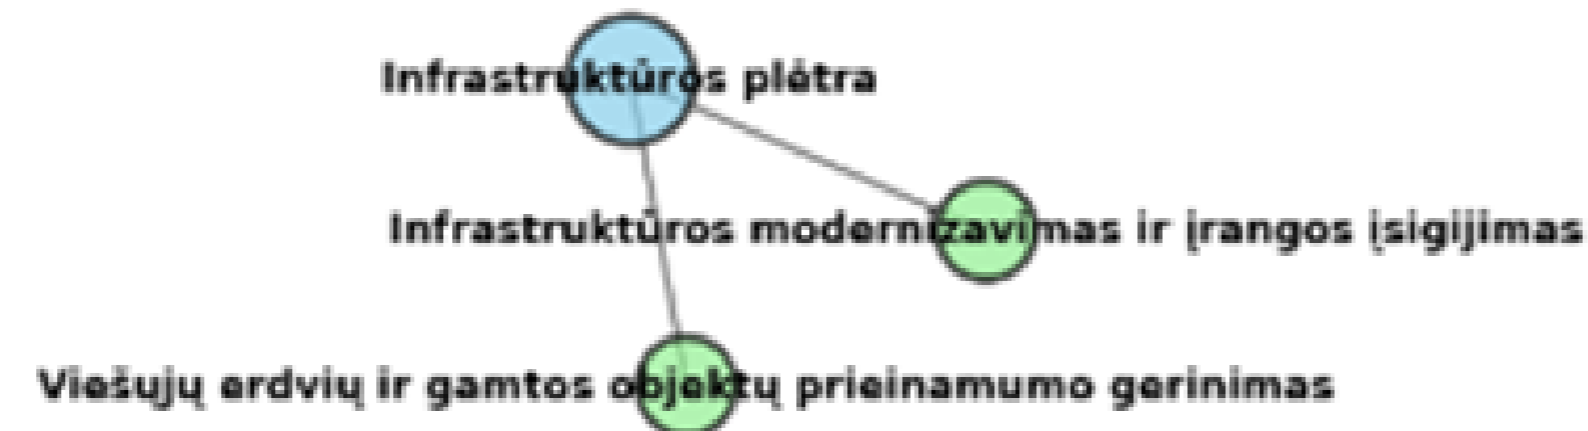 Infrastruktūros plėtra
Infrastruktūros modernizavimas ir įrangos įsigijimas
Viešųjų erdvių ir gamtos objektų prieinamumo gerinimas